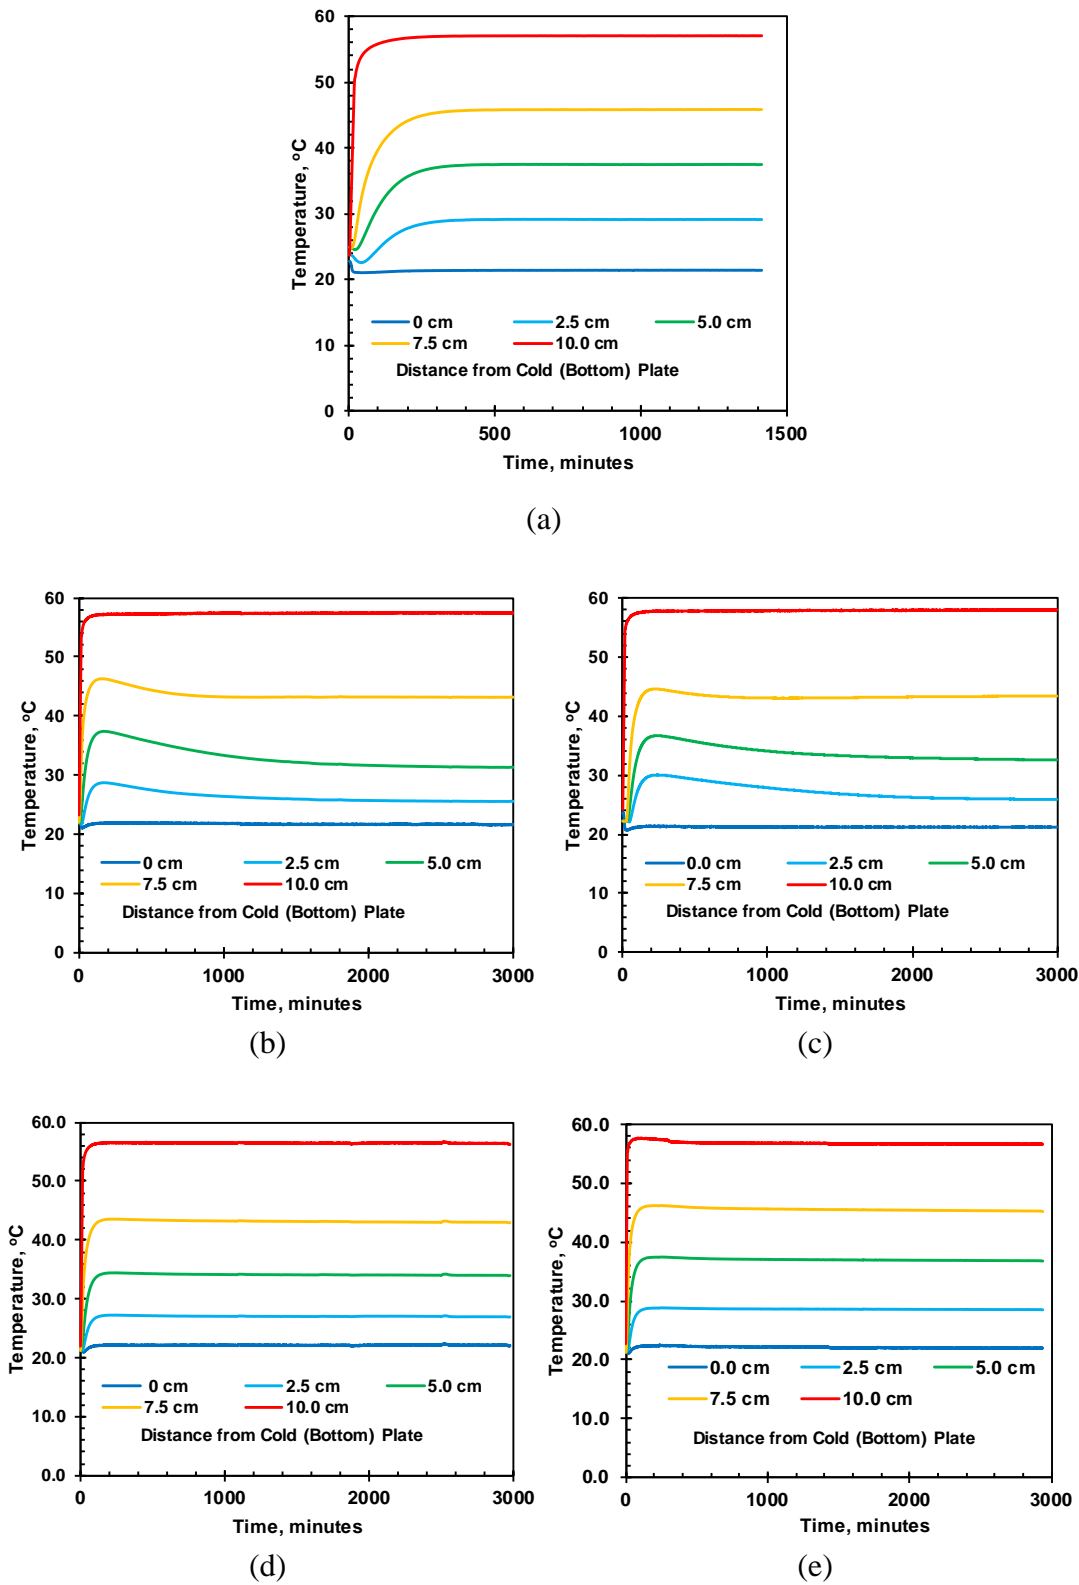 60
50
40
30
20
10
0
Temperature, ºC
0 cm 2.5 cm 5.0 cm
7.5 cm 10.0 cm
Distance from Cold (Bottom) Plate
0 500 1000 1500
Time, minutes
(a)
60
50
40
30
20
10
0
Temperature, ºC
0 cm 2.5 cm 5.0 cm
7.5 cm 10.0 cm
Distance from Cold (Bottom) Plate
0 1000 2000 3000
Time, minutes
(b)
60
50
40
30
20
10
0
Temperature, ºC
0.0 cm 2.5 cm 5.0 cm
7.5 cm 10.0 cm
Distance from Cold (Bottom) Plate
0 1000 2000 3000
Time, minutes
(c)
60.0
50.0
40.0
30.0
20.0
10.0
0.0
Temperature, ºC
0 cm 2.5 cm 5.0 cm
7.5 cm 10.0 cm
Distance from Cold (Bottom) Plate
0 1000 2000 3000
Time, minutes
(d)
60.0
50.0
40.0
30.0
20.0
10.0
0.0
Temperature, ºC
0.0 cm 2.5 cm 5.0 cm
7.5 cm 10.0 cm
Distance from Cold (Bottom) Plate
0 1000 2000 3000
Time, minutes
(e)